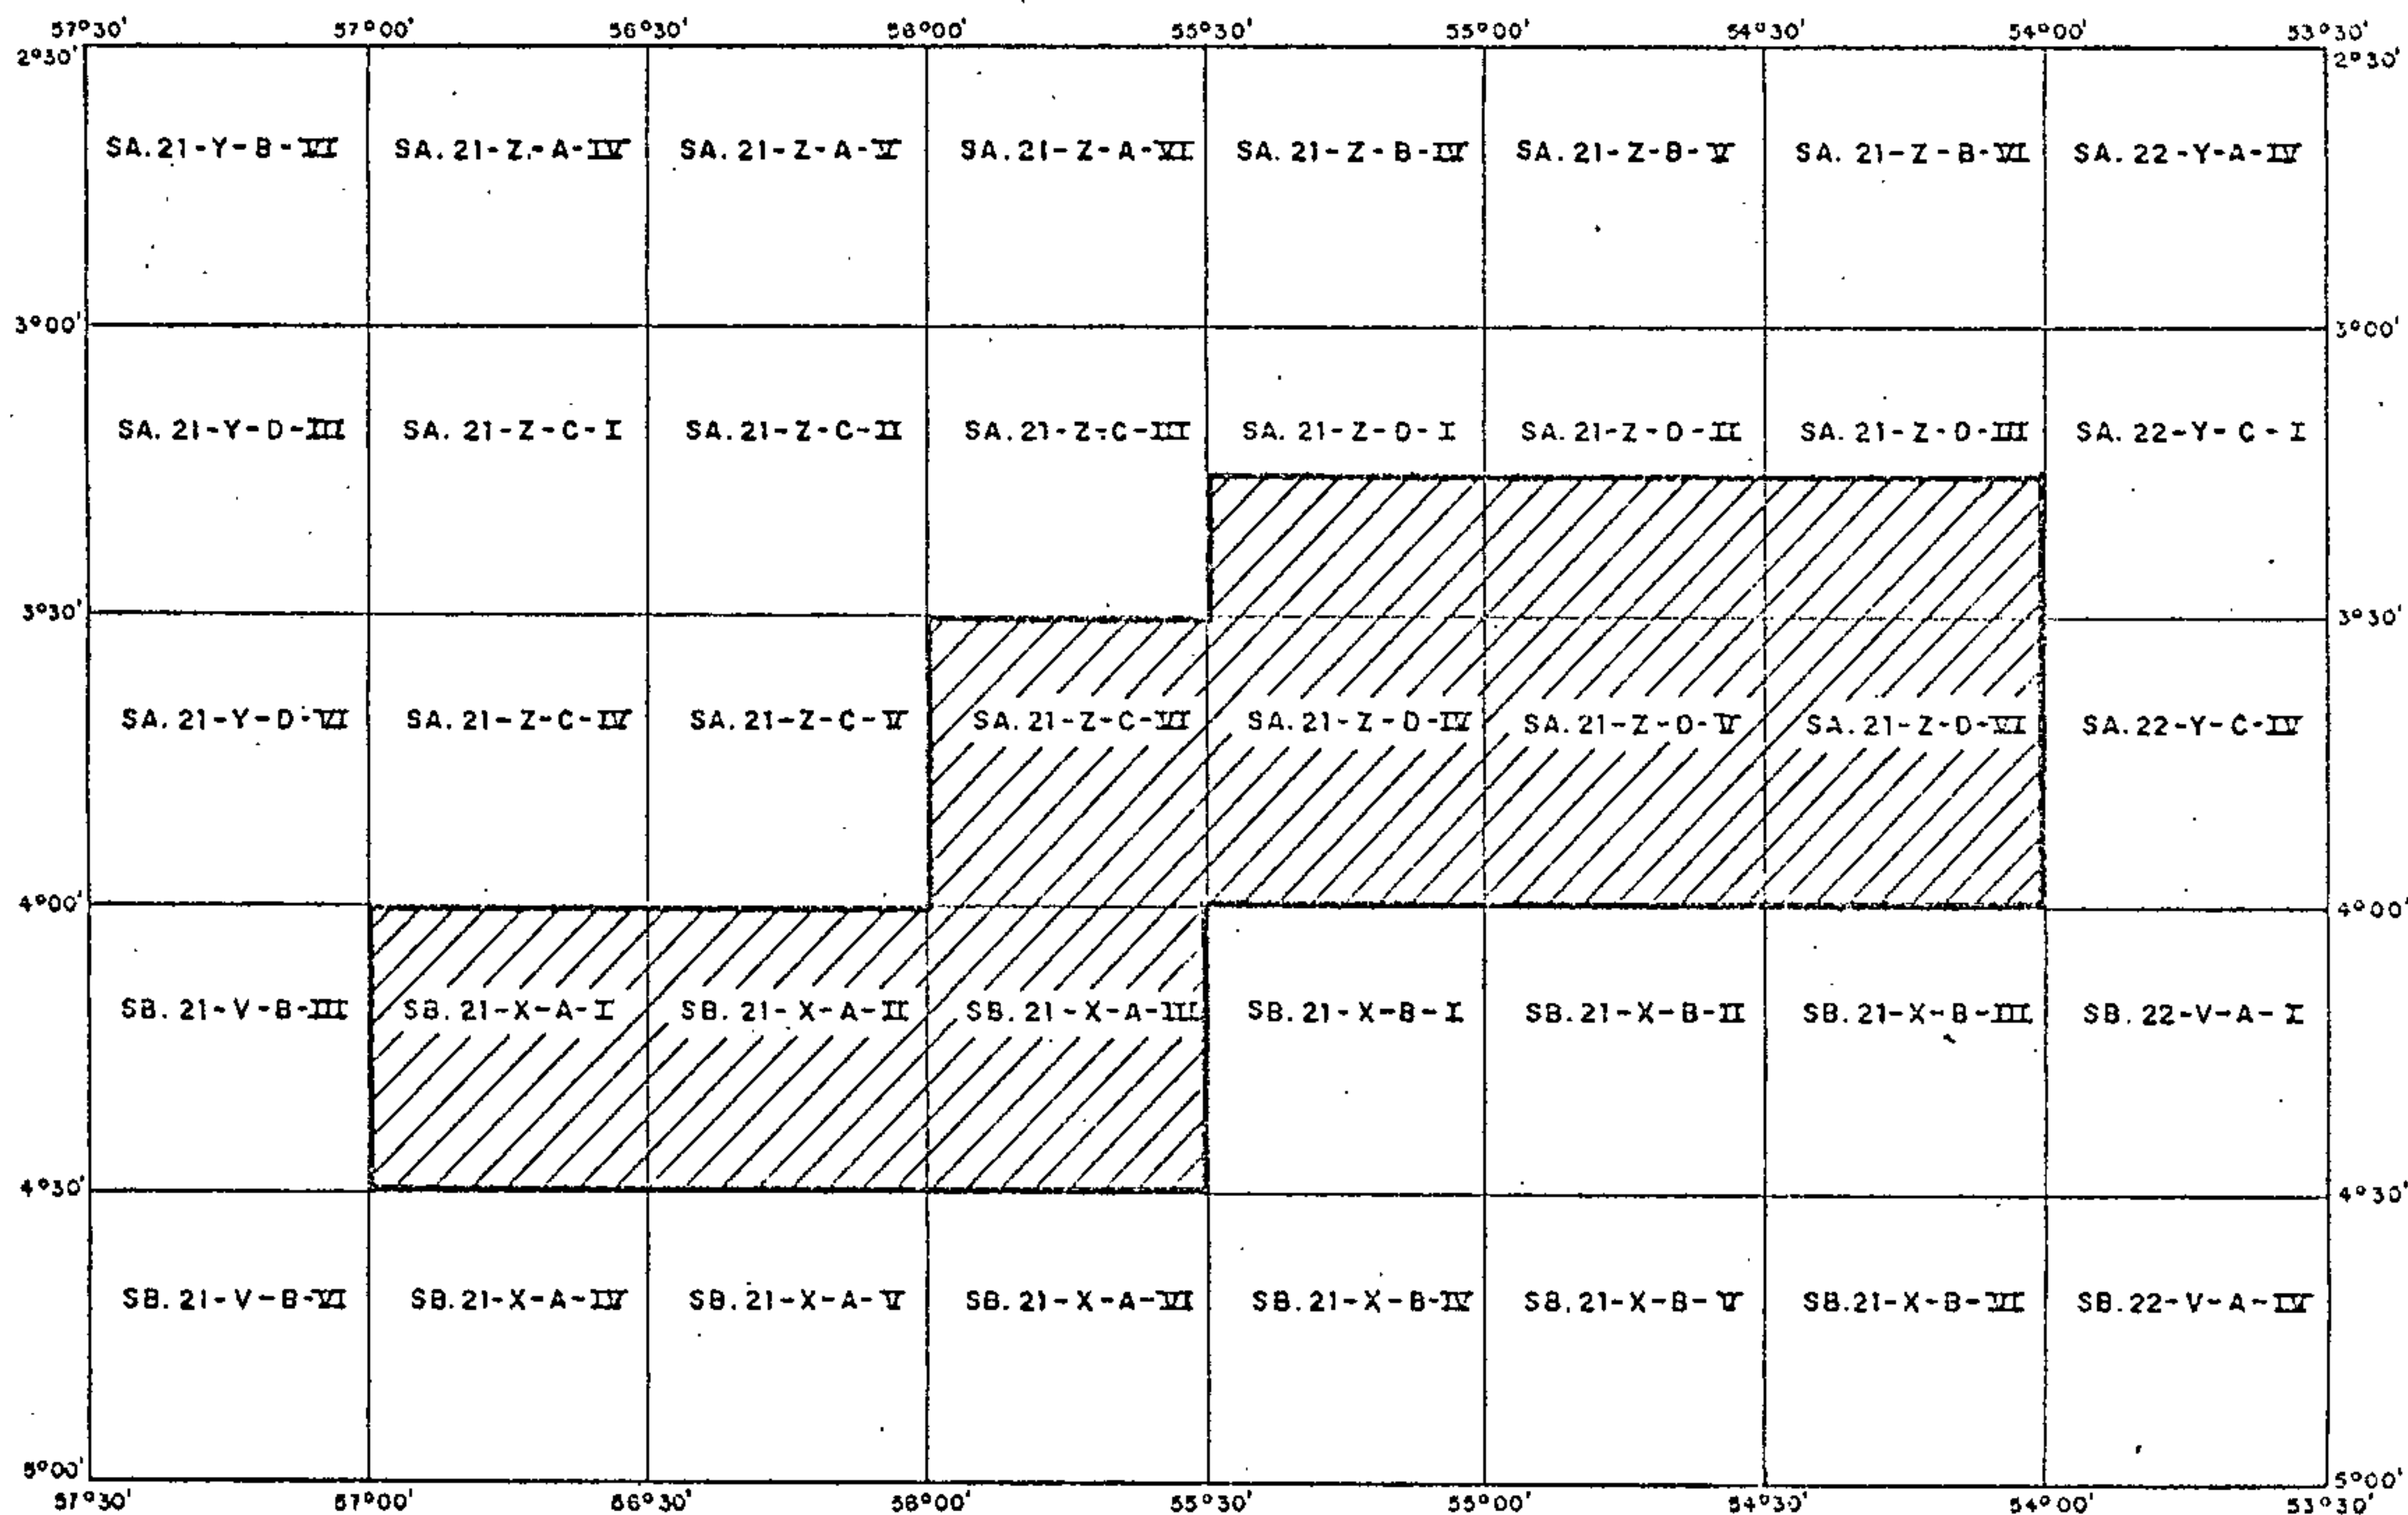 57°30' 57°00' 56°30' 56°00' 55°30' 55°00' 54°30' 54°00' 53°30'
2°30' 2°30'
SA.21-Y-B-VI SA.21-Z-A-IV SA.21-Z-A-V SA.21-Z-A-VI SA.21-Z-B-IV SA.21-Z-B-V SA.21-Z-B-VI SA.22-Y-A-IV
3°00' 3°00'
SA.21-Y-D-III SA.21-Z-C-I SA.21-Z-C-II SA.21-Z-C-III SA.21-Z-D-I SA.21-Z-D-II SA.21-Z-D-III SA.22-Y-C-I
3°30' 3°30'
SA.21-Y-D-VI SA.21-Z-C-IV SA.21-Z-C-V SA.21-Z-C-VI SA.21-Z-D-IV SA.21-Z-D-V SA.21-Z-D-VI SA.22-Y-C-IV
4°00' 4°00'
SB.21-V-B-III SB.21-X-A-I SB.21-X-A-II SB.21-X-A-III SB.21-X-B-I SB.21-X-B-II SB.21-X-B-III SB.22-V-A-I
4°30' 4°30'
SB.21-V-B-VI SB.21-X-A-IV SB.21-X-A-V SB.21-X-A-VI SB.21-X-B-IV SB.21-X-B-V SB.21-X-B-VI SB.22-V-A-IV
5°00' 5°00'
57°30' 57°00' 56°30' 56°00' 55°30' 55°00' 54°30' 54°00' 53°30'